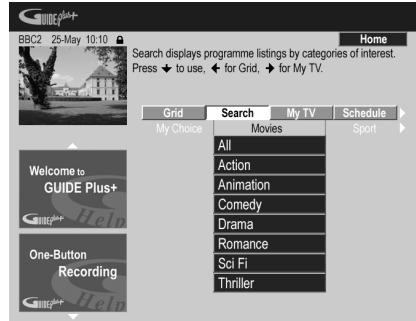 GUIDE Plus+
BBC2 25-May 10:10
Home
Search displays programme listings by categories of interest.
Press to use, for Grid, for My TV.
Grid Search My TV Schedule
My Choice Movies Sport
All
Action
Animation
Comedy
Drama
Romance
Sci Fi
Thriller
Welcome to
GUIDE Plus+
GUIDE Plus+ Help
One-Button
Recording
GUIDE Plus+ Help